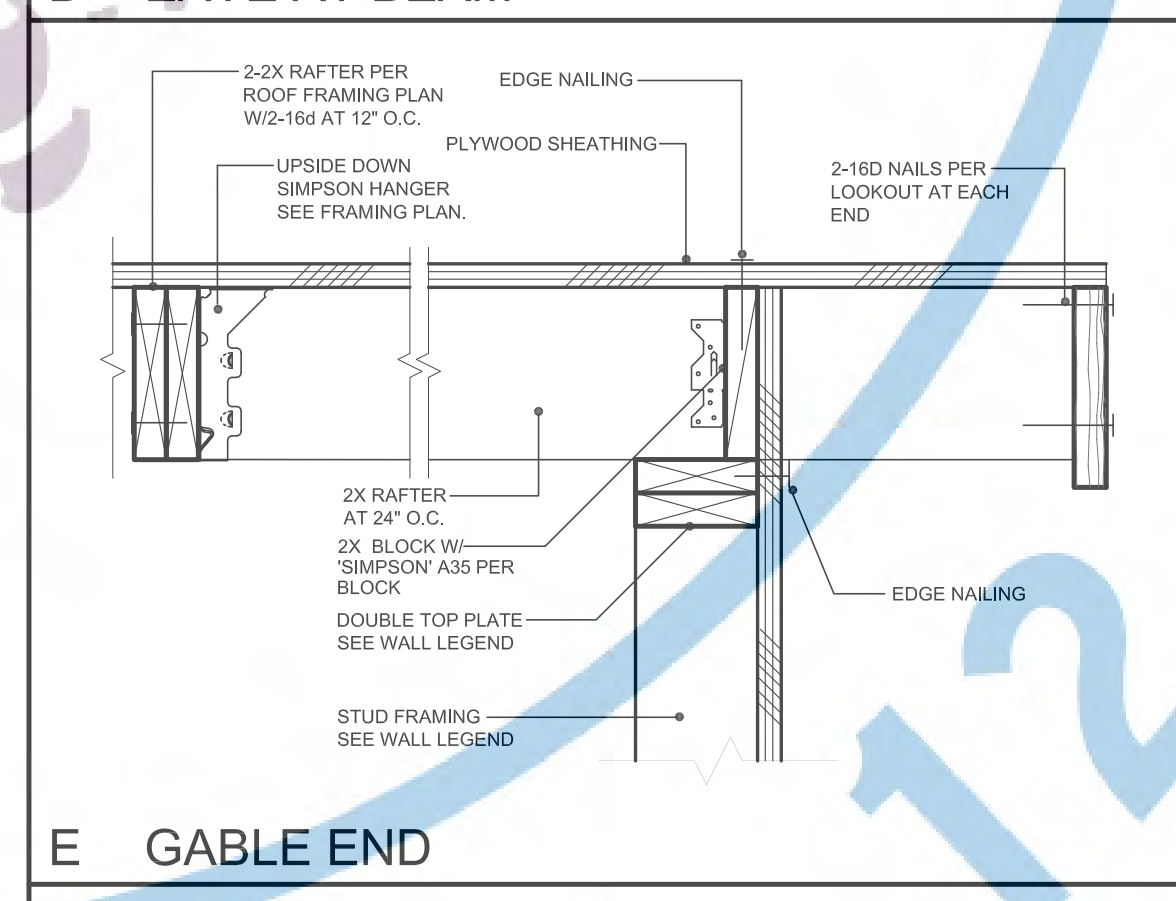 2-2X RAFTER PER
ROOF FRAMING PLAN
W/2-16d AT 12" O.C.
EDGE NAILING
PLYWOOD SHEATHING
UPSIDE DOWN
SIMPSON HANGER
SEE FRAMING PLAN.
2-16D NAILS PER
LOOKOUT AT EACH
END
2X RAFTER
AT 24" O.C.
2X BLOCK W/
'SIMPSON' A35 PER
BLOCK
DOUBLE TOP PLATE
SEE WALL LEGEND
EDGE NAILING
STUD FRAMING
SEE WALL LEGEND
E GABLE END
12